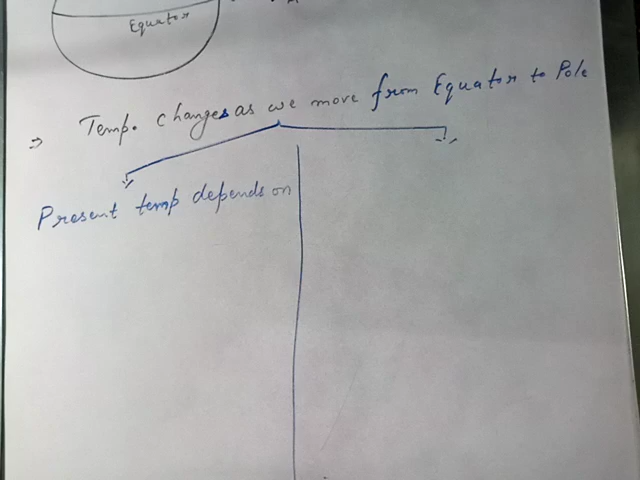 Equator
⇒ Temp. changes as we move from Equator to Pole
Present temp depends on